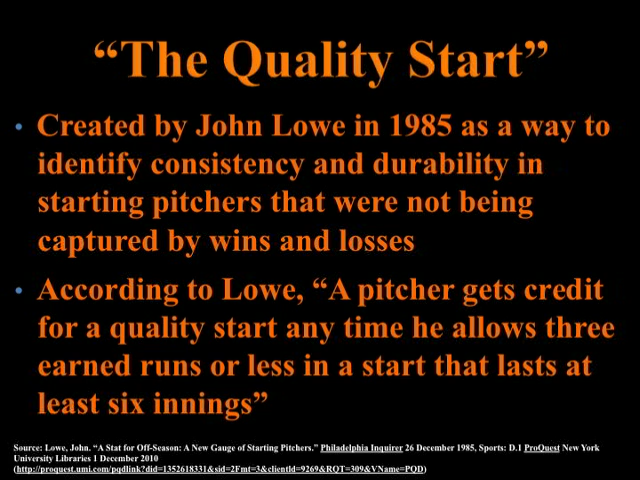 “The Quality Start”
• Created by John Lowe in 1985 as a way to
identify consistency and durability in
starting pitchers that were not being
captured by wins and losses
• According to Lowe, “A pitcher gets credit
for a quality start any time he allows three
earned runs or less in a start that lasts at
least six innings”
Source: Lowe, John. “A Stat for Off-Season: A New Gauge of Starting Pitchers.” Philadelphia Inquirer 26 December 1985, Sports: D.1 ProQuest New York
University Libraries 1 December 2010
(http://proquest.umi.com/pqdlink?did=1352618331&sid=2Fmt=3&clientld=9269&RQT=309&VName=PQD)